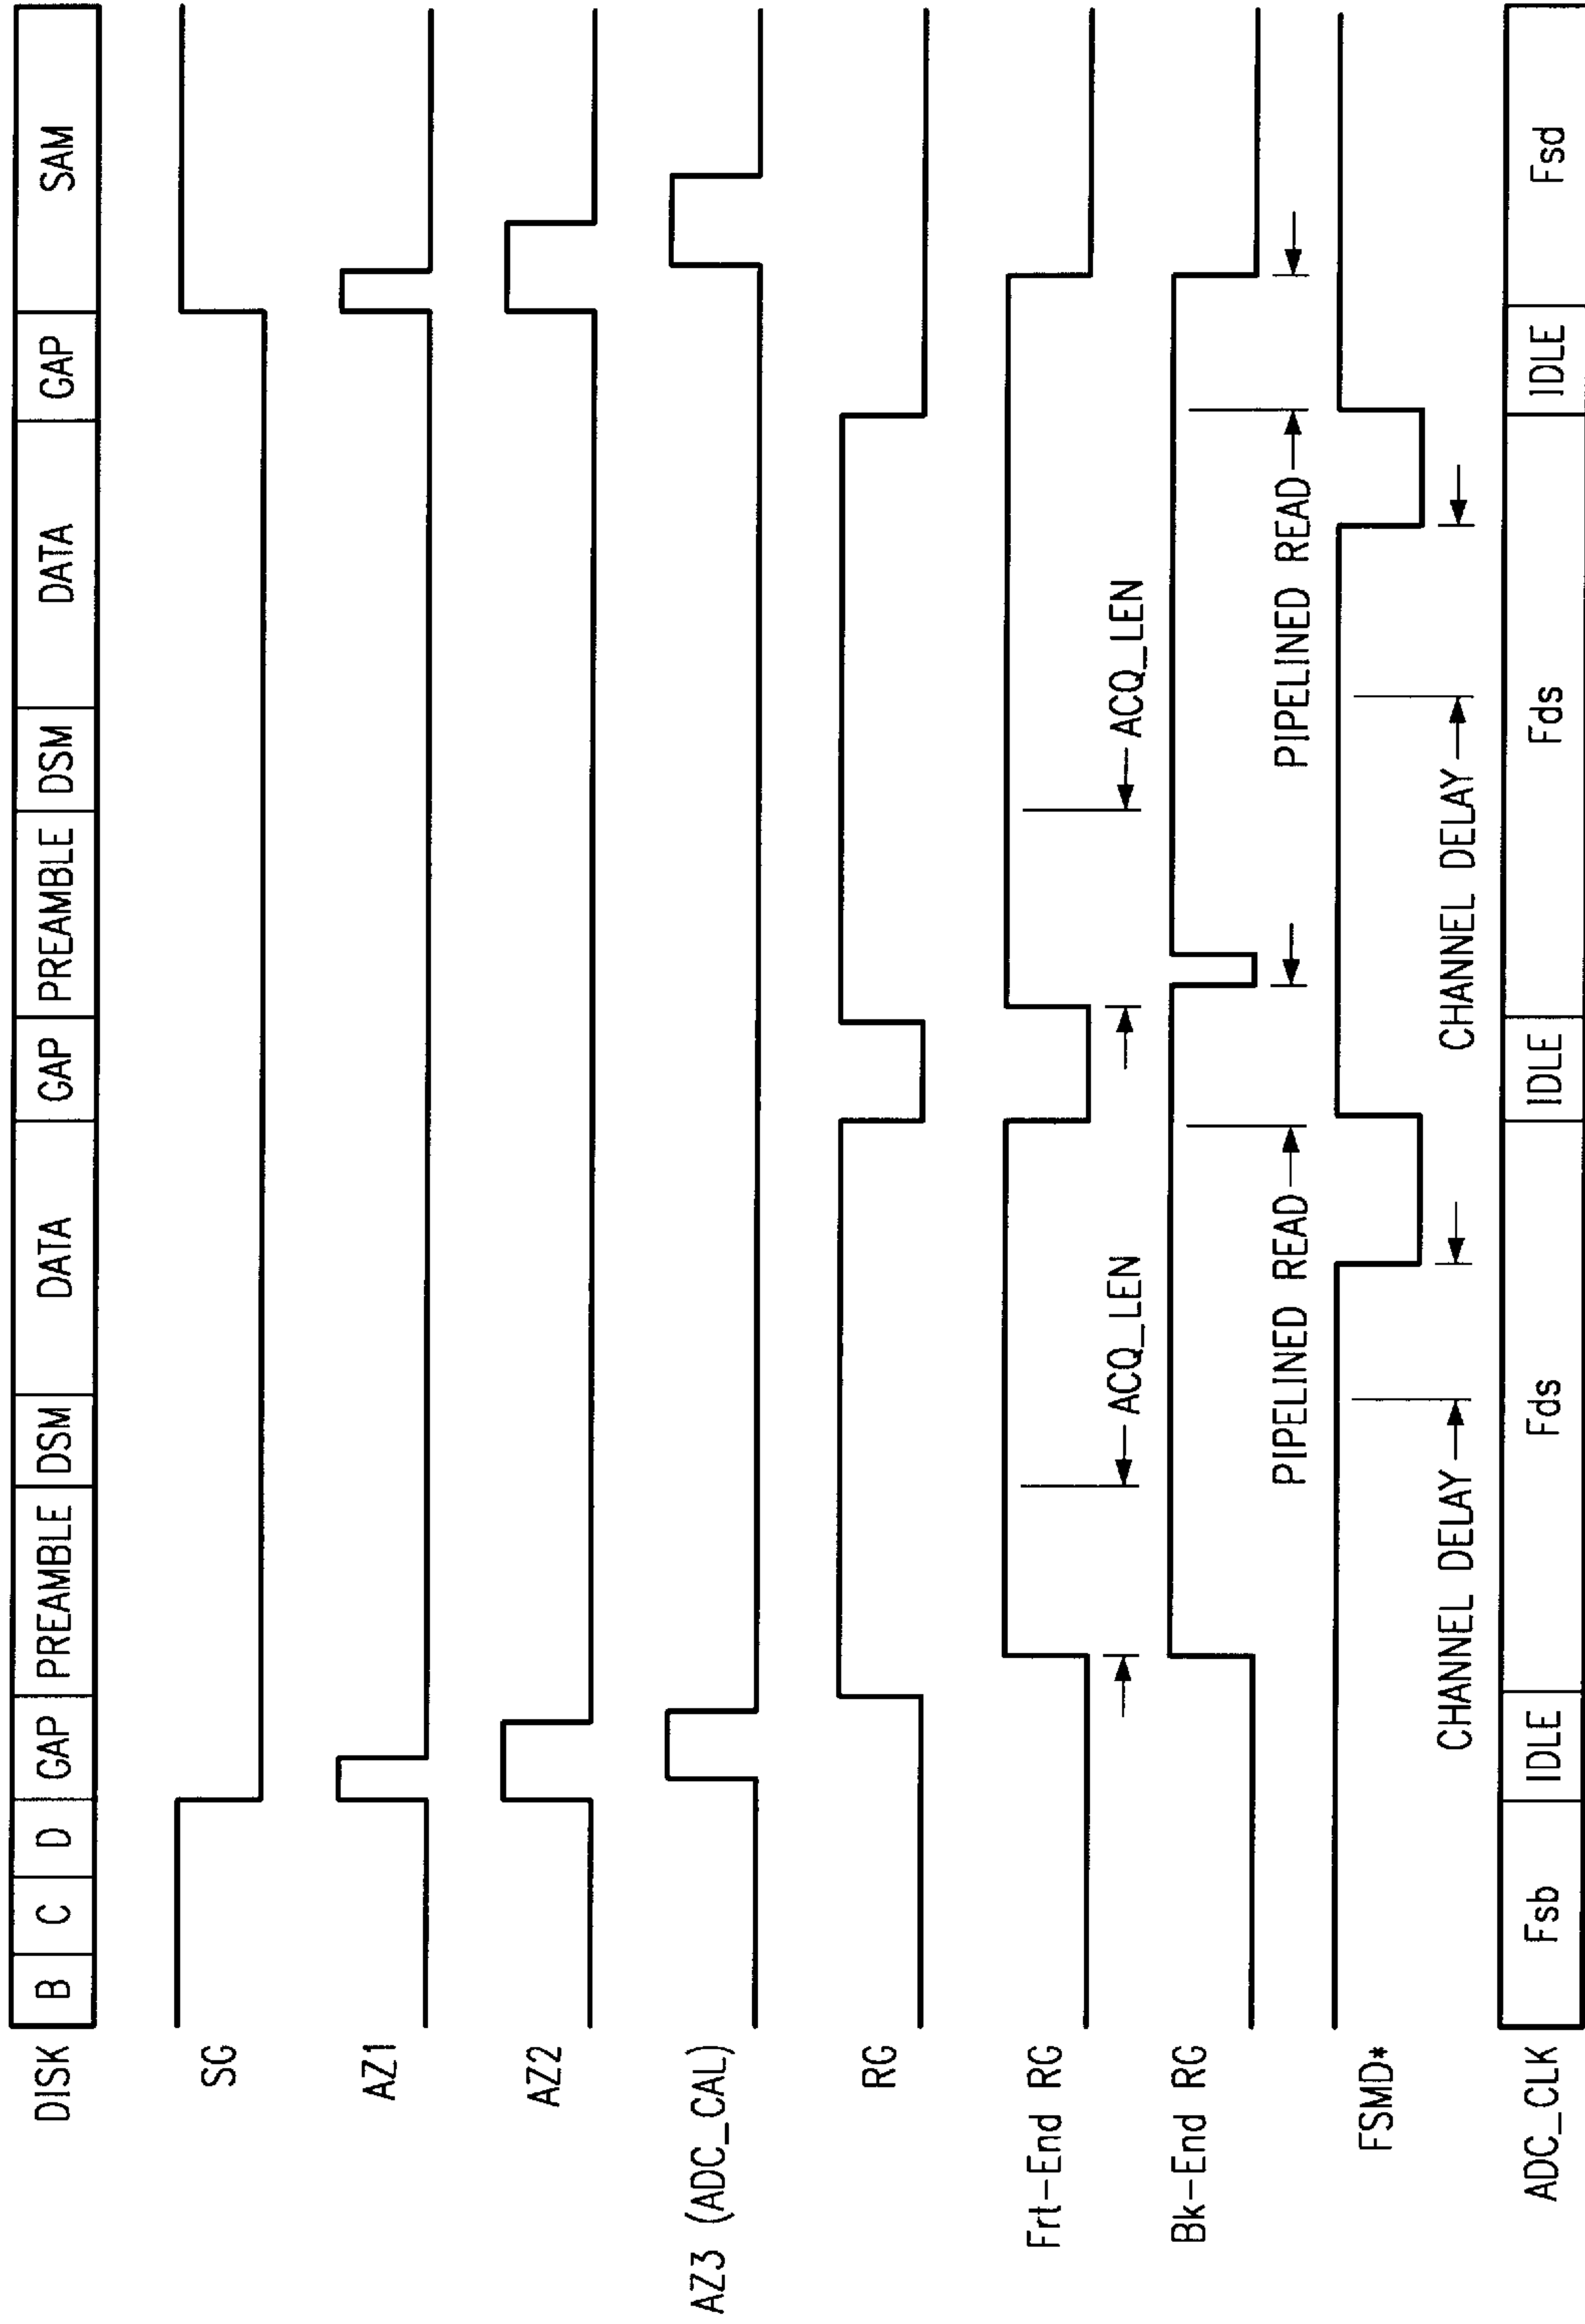 DISK B C D GAP PREAMBLE DSM DATA GAP PREAMBLE DSM DATA GAP SAM
SG
AZ1
AZ2
AZ3 (ADC_CAL)
RG
Frt-End RG
ACQ_LEN ACQ_LEN
Bk-End RG
PIPELINED READ PIPELINED READ
FSMD*
CHANNEL DELAY CHANNEL DELAY
ADC_CLK Fsb IDLE Fds IDLE Fds IDLE Fsd